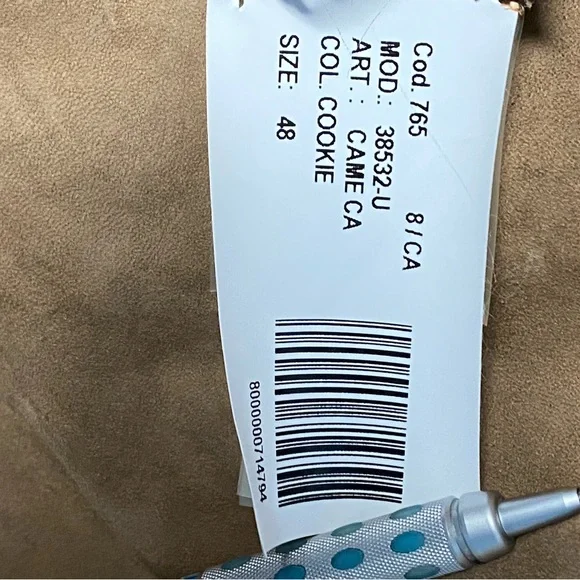 Cod. 765
8 / CA
MOD.: 38532-U
ART.: CAME CA
COL. COOKIE
SIZE: 48
8000000714794